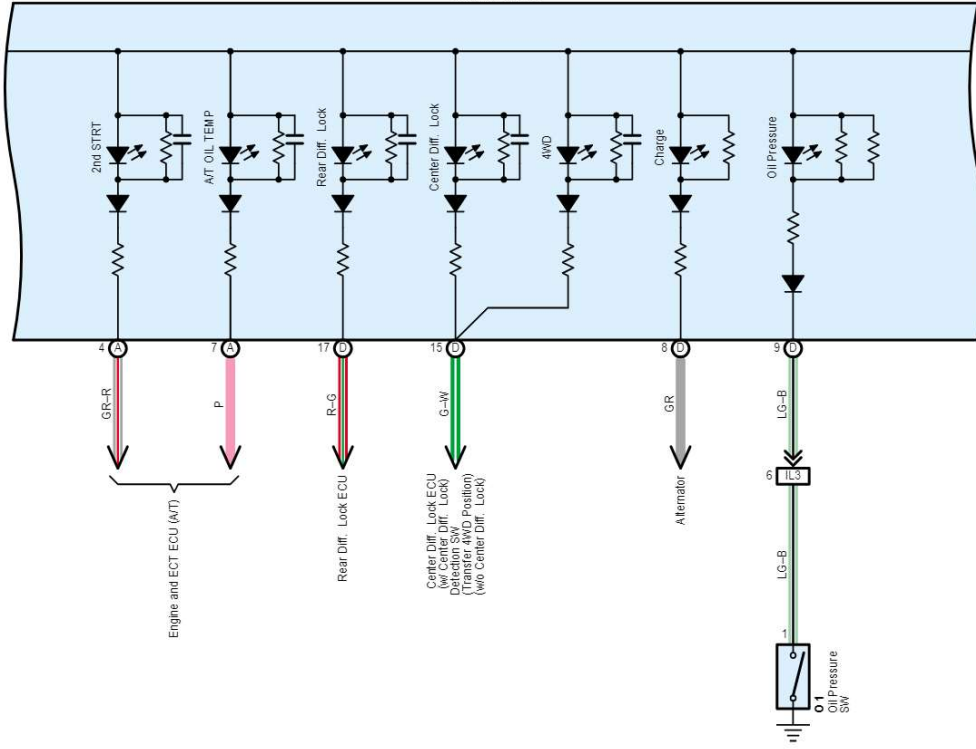 2nd STRT
A/T OIL TEMP
Rear Diff. Lock
Center Diff. Lock
4WD
Charge
Oil Pressure
4 A
7 A
17 D
15 D
8 D
9 D
GR–R
P
R–G
G–W
GR
LG–B
6 IL3
Engine and ECT ECU (A/T)
Rear Diff. Lock ECU
Center Diff. Lock ECU
(w/ Center Diff. Lock)
Detection SW
(Transfer 4WD Position)
(w/o Center Diff. Lock)
Alternator
LG–B
1
O 1
Oil Pressure
SW